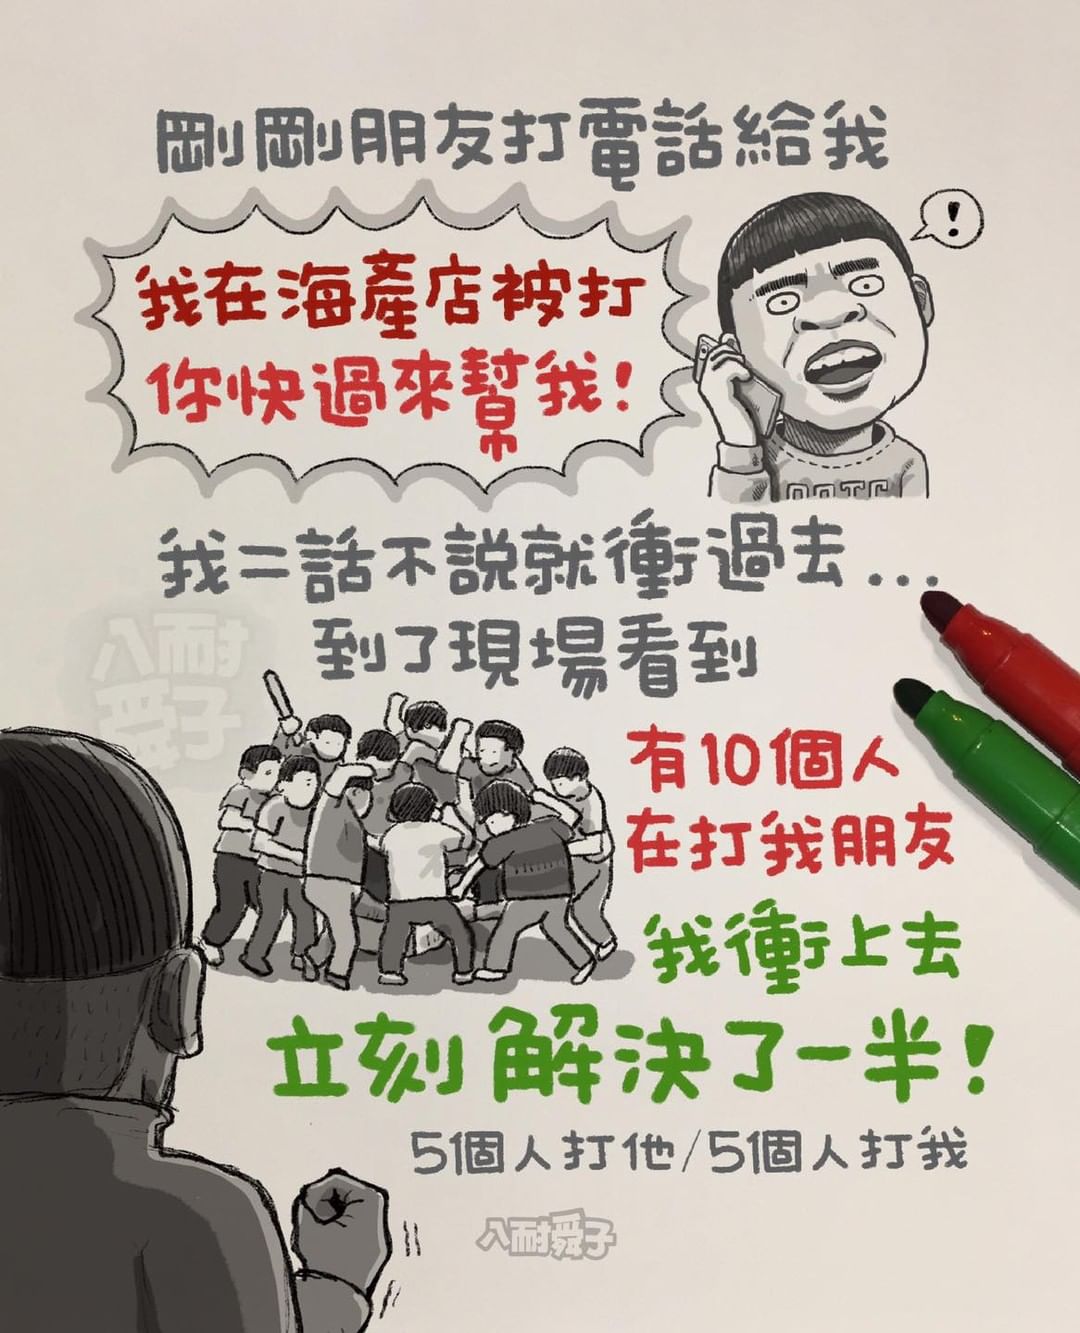 剛剛朋友打電話給我
!
我在海產店被打
你快過來幫我!
我二話不說就衝過去...
到了現場看到
八耐
舜子
有10個人
在打我朋友
我衝上去
立刻解決了一半!
5個人打他/5個人打我
八耐舜子